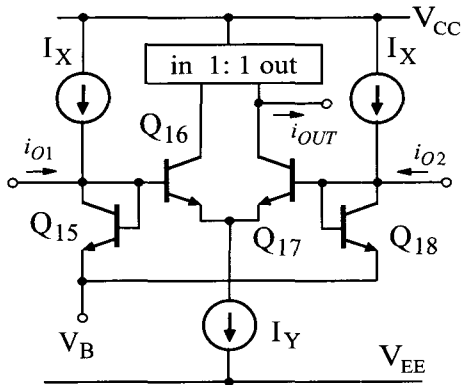 V_CC
I_X
I_X
in 1: 1 out
Q_16
i_OUT
i_O1
i_O2
Q_15
Q_17
Q_18
V_B
I_Y
V_EE